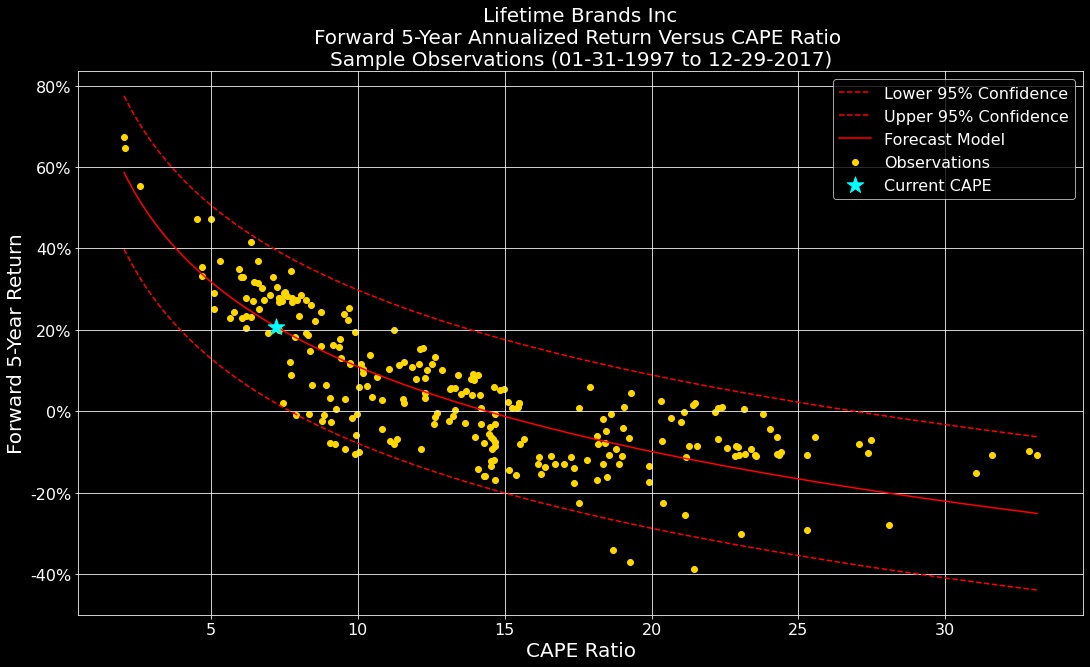 Lifetime Brands Inc
Forward 5-Year Annualized Return Versus CAPE Ratio
Sample Observations (01-31-1997 to 12-29-2017)
Lower 95% Confidence
Upper 95% Confidence
Forecast Model
Observations
Current CAPE
Forward 5-Year Return
80%
60%
40%
20%
0%
-20%
-40%
5 10 15 20 25 30
CAPE Ratio